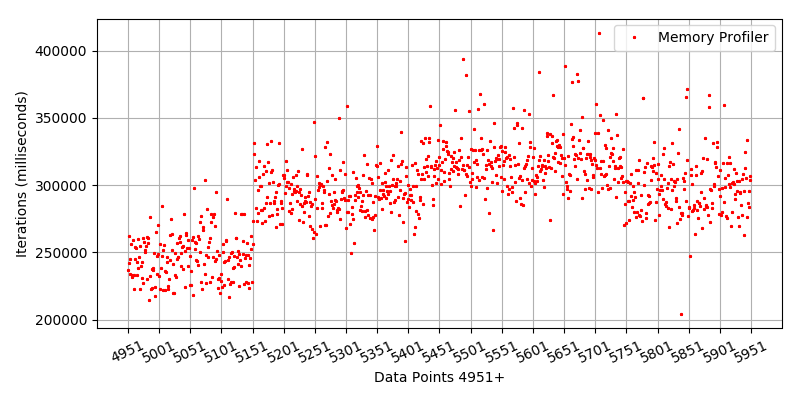 Memory Profiler
400000
350000
300000
250000
200000
Iterations (milliseconds)
4951 5001 5051 5101 5151 5201 5251 5301 5351 5401 5451 5501 5551 5601 5651 5701 5751 5801 5851 5901 5951
Data Points 4951+